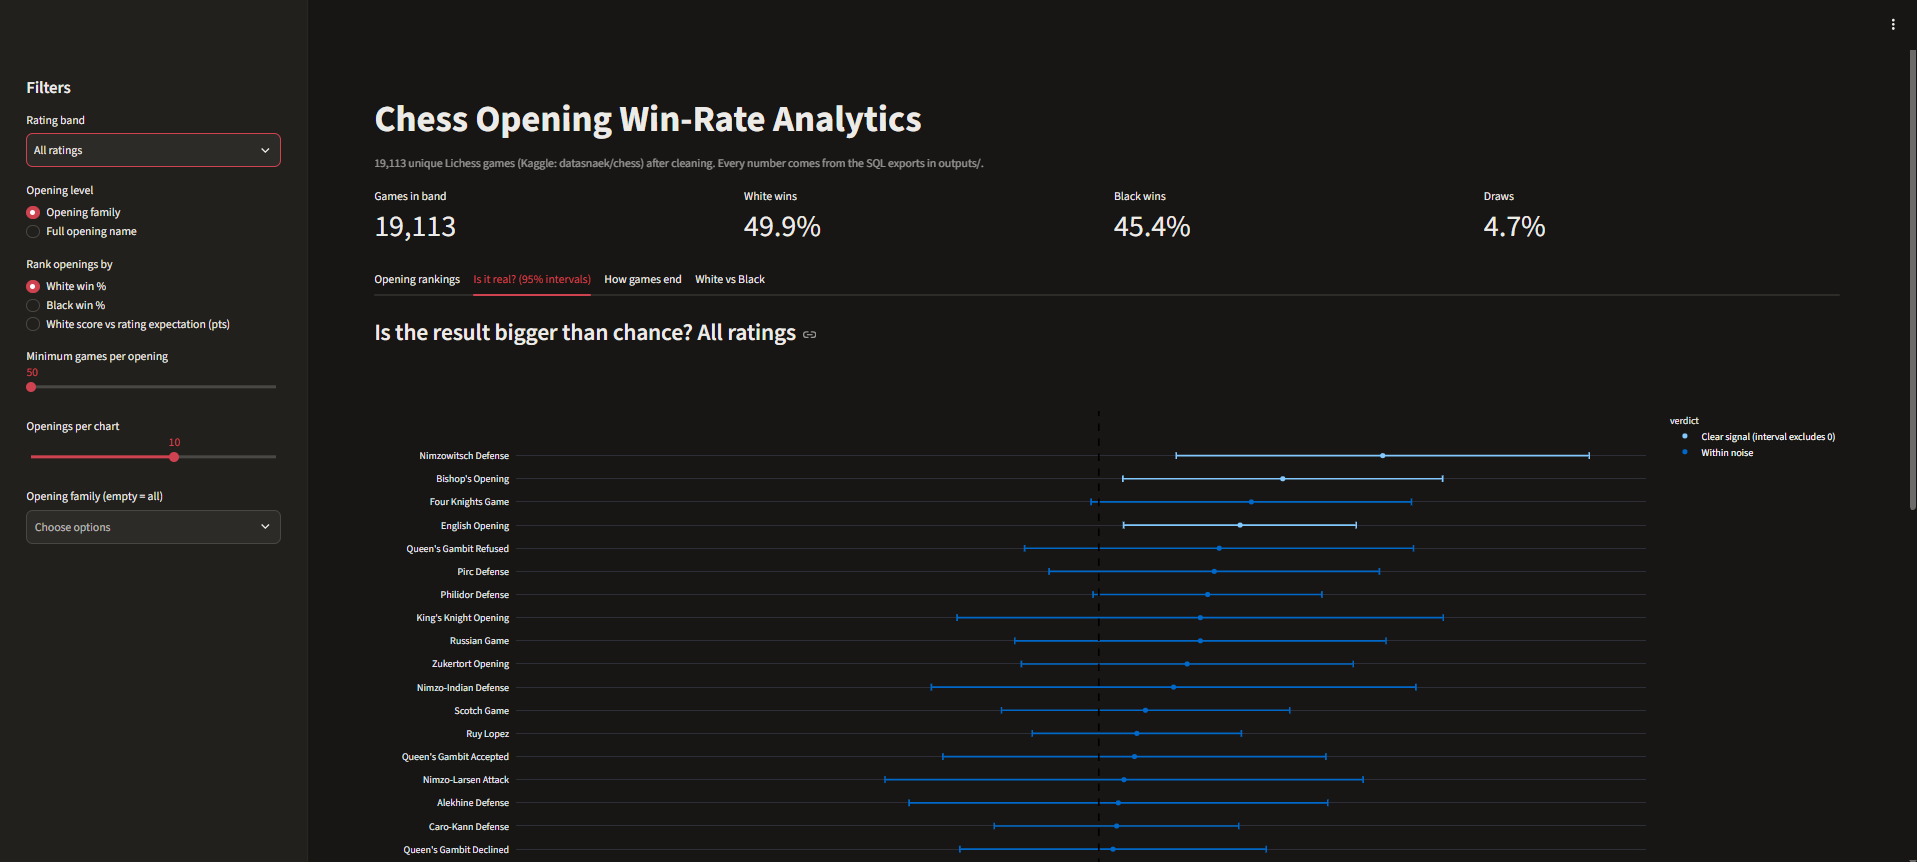 Filters
Rating band
All ratings
Opening level
Opening family
Full opening name
Rank openings by
White win %
Black win %
White score vs rating expectation (pts)
Minimum games per opening
50
Openings per chart
10
Opening family (empty = all)
Choose options
Chess Opening Win-Rate Analytics
19,113 unique Lichess games (Kaggle: datasnaek/chess) after cleaning. Every number comes from the SQL exports in outputs/.
Games in band
19,113
White wins
49.9%
Black wins
45.4%
Draws
4.7%
Opening rankings
Is it real? (95% intervals)
How games end
White vs Black
Is the result bigger than chance? All ratings
verdict
Clear signal (interval excludes 0)
Within noise
Nimzowitsch Defense
Bishop's Opening
Four Knights Game
English Opening
Queen's Gambit Refused
Pirc Defense
Philidor Defense
King's Knight Opening
Russian Game
Zukertort Opening
Nimzo-Indian Defense
Scotch Game
Ruy Lopez
Queen's Gambit Accepted
Nimzo-Larsen Attack
Alekhine Defense
Caro-Kann Defense
Queen's Gambit Declined